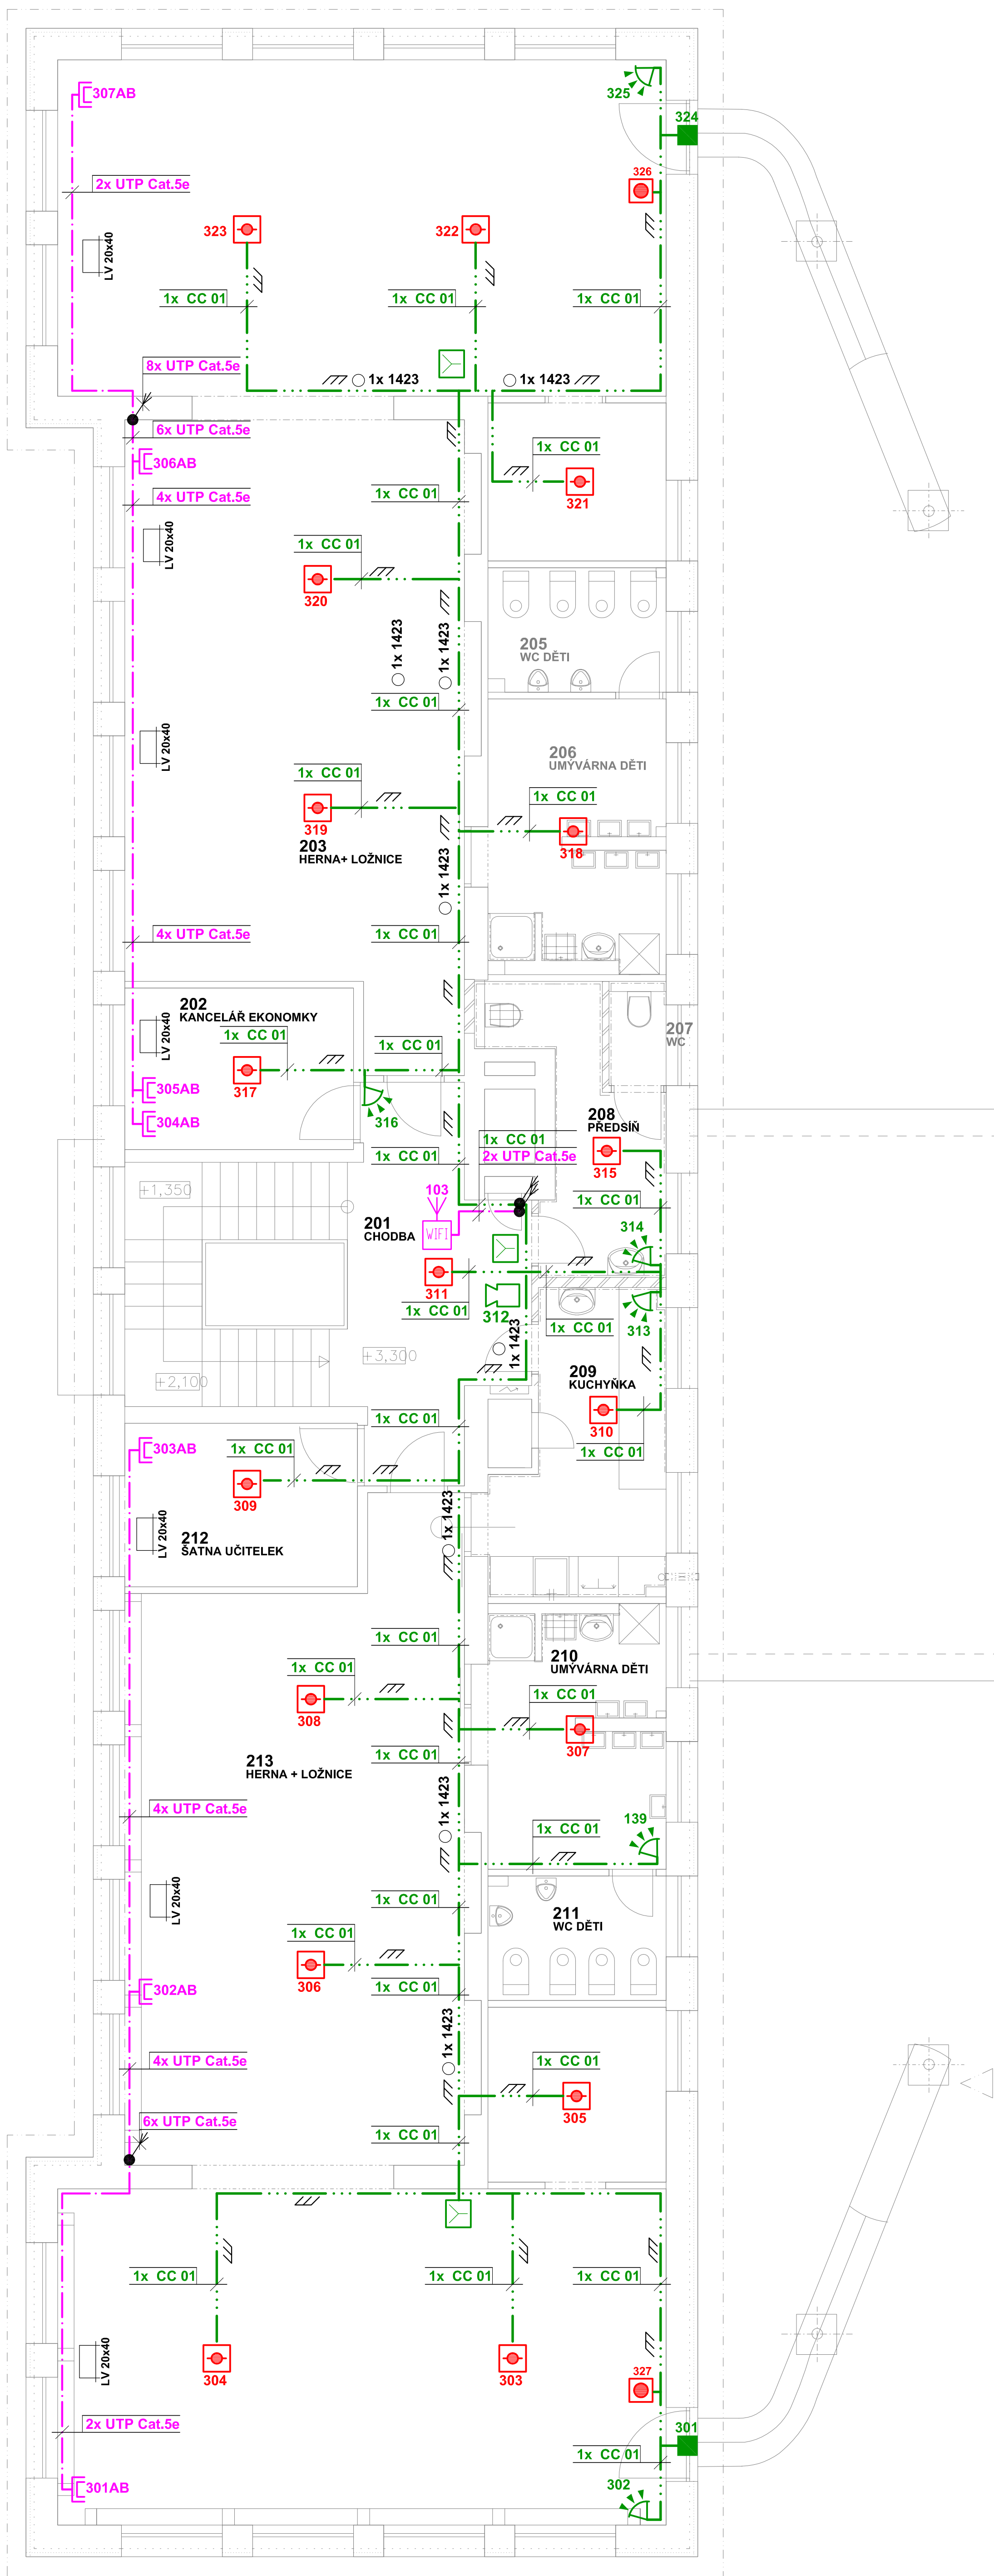 325
324
307AB
326
2x UTP Cat.5e
323
322
LV 20x40
1x CC 01
1x CC 01
1x CC 01
8x UTP Cat.5e
1x 1423
1x 1423
6x UTP Cat.5e
306AB
1x CC 01
4x UTP Cat.5e
1x CC 01
321
LV 20x40
1x CC 01
320
1x 1423
1x 1423
205
WC DĚTI
1x CC 01
LV 20x40
206
UMÝVÁRNA DĚTI
1x CC 01
1x CC 01
319
318
203
HERNA+ LOŽNICE
1x 1423
4x UTP Cat.5e
1x CC 01
202
KANCELÁŘ EKONOMKY
LV 20x40
1x CC 01
1x CC 01
207
WC
317
305AB
304AB
316
208
PŘEDSÍŇ
1x CC 01
2x UTP Cat.5e
1x CC 01
315
+1,350
103
WIFI
201
CHODBA
1x CC 01
314
311
1x CC 01
312
313
1x CC 01
1x 1423
+3,300
+2,100
209
KUCHYŇKA
310
1x CC 01
1x CC 01
303AB
1x CC 01
309
LV 20x40
212
ŠATNA UČITELEK
1x 1423
1x CC 01
210
UMÝVÁRNA DĚTI
1x CC 01
308
1x CC 01
307
213
HERNA + LOŽNICE
1x CC 01
4x UTP Cat.5e
1x 1423
139
1x CC 01
LV 20x40
1x CC 01
211
WC DĚTI
1x CC 01
306
302AB
1x CC 01
1x 1423
4x UTP Cat.5e
1x CC 01
305
6x UTP Cat.5e
1x CC 01
1x CC 01
1x CC 01
1x CC 01
LV 20x40
304
303
327
2x UTP Cat.5e
301
1x CC 01
301AB
302